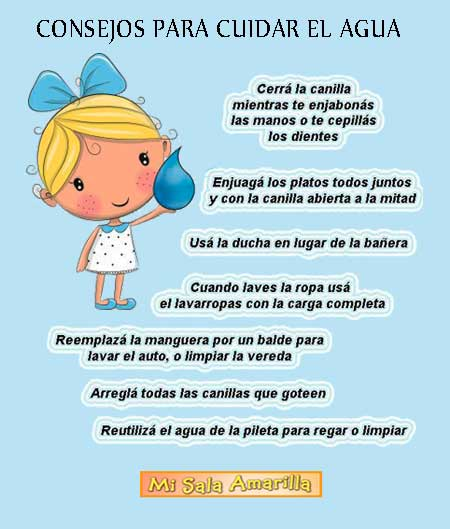 CONSEJOS PARA CUIDAR EL AGUA
Cerrá la canilla
mientras te enjabonás
las manos o te cepillás
los dientes
Enjuagá los platos todos juntos
y con la canilla abierta a la mitad
Usá la ducha en lugar de la bañera
Cuando laves la ropa usá
el lavarropas con la carga completa
Reemplazá la manguera por un balde para
lavar el auto, o limpiar la vereda
Arreglá todas las canillas que goteen
Reutilizá el agua de la pileta para regar o limpiar
Mi Sala Amarilla